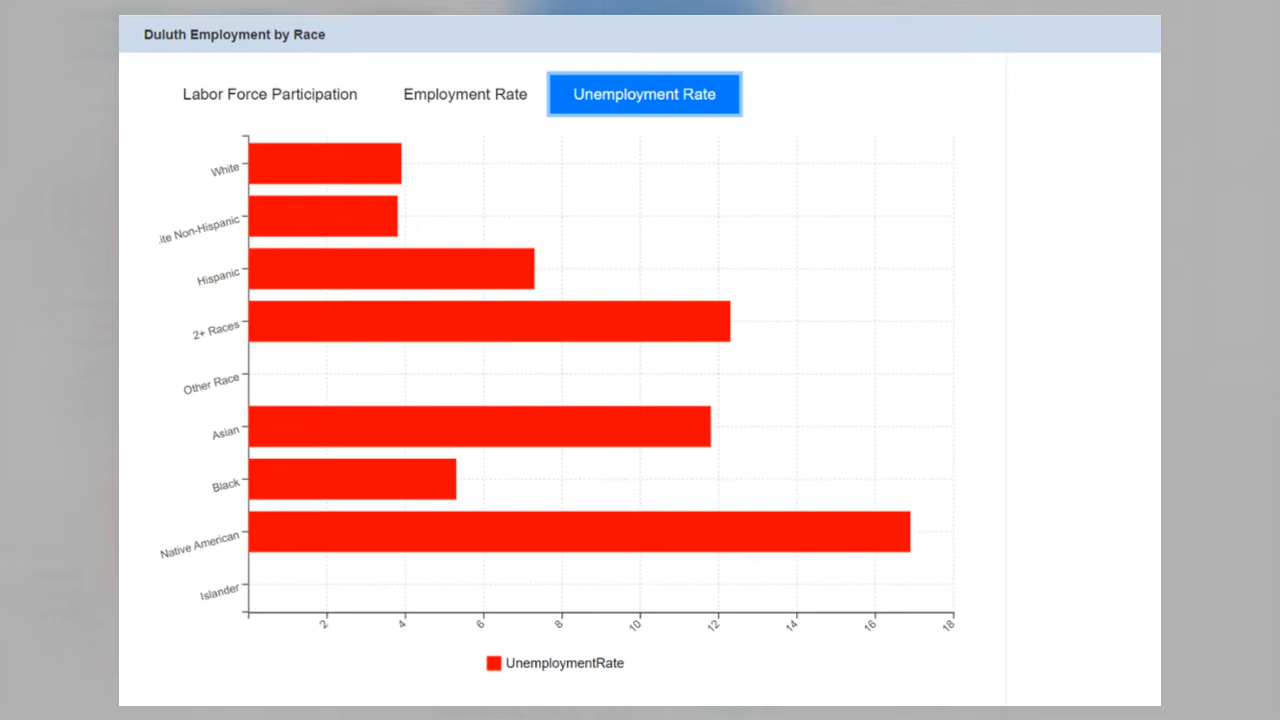 Duluth Employment by Race
Labor Force Participation
Employment Rate
Unemployment Rate
White
ite Non-Hispanic
Hispanic
2+ Races
Other Race
Asian
Black
Native American
Islander
2
4
6
8
10
12
14
16
18
UnemploymentRate